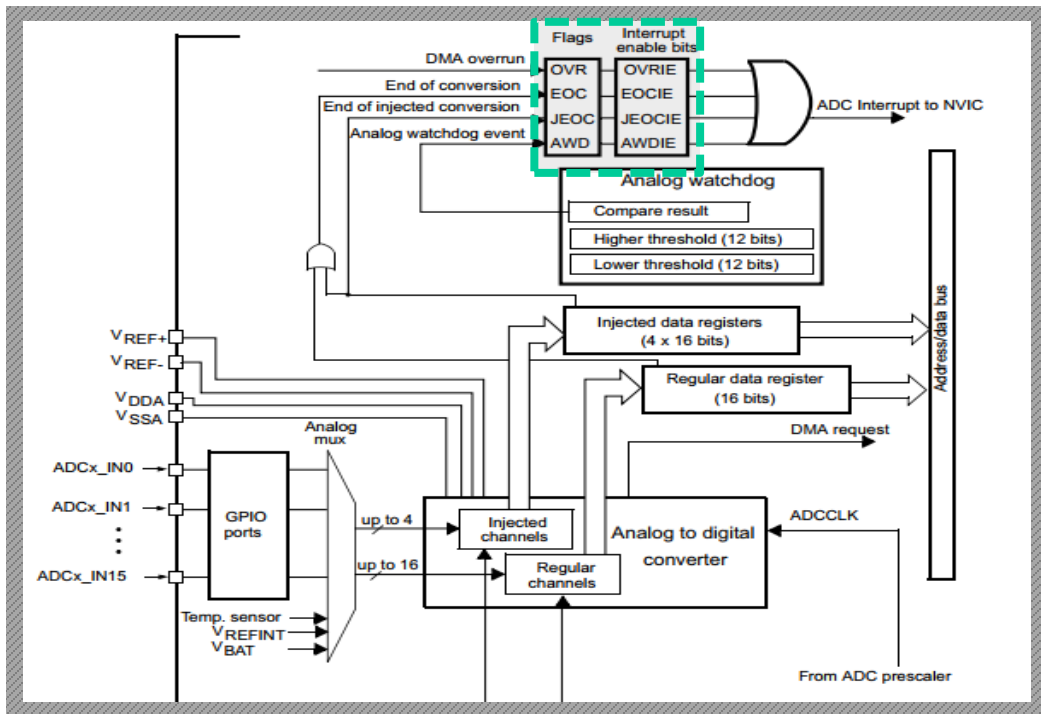 Flags
Interrupt
enable bits
DMA overrun
OVR
OVRIE
End of conversion
EOC
EOCIE
End of injected conversion
JEOC
JEOCIE
ADC Interrupt to NVIC
Analog watchdog event
AWD
AWDIE
Analog watchdog
Compare result
Higher threshold (12 bits)
Lower threshold (12 bits)
Address/data bus
VREF+
VREF-
VDDA
VSSA
Injected data registers
(4 x 16 bits)
Regular data register
(16 bits)
Analog
mux
DMA request
ADCx_IN0
ADCx_IN1
ADCx_IN15
GPIO
ports
up to 4
up to 16
Injected
channels
Regular
channels
Analog to digital
converter
ADCCLK
Temp. sensor
VREFINT
VBAT
From ADC prescaler